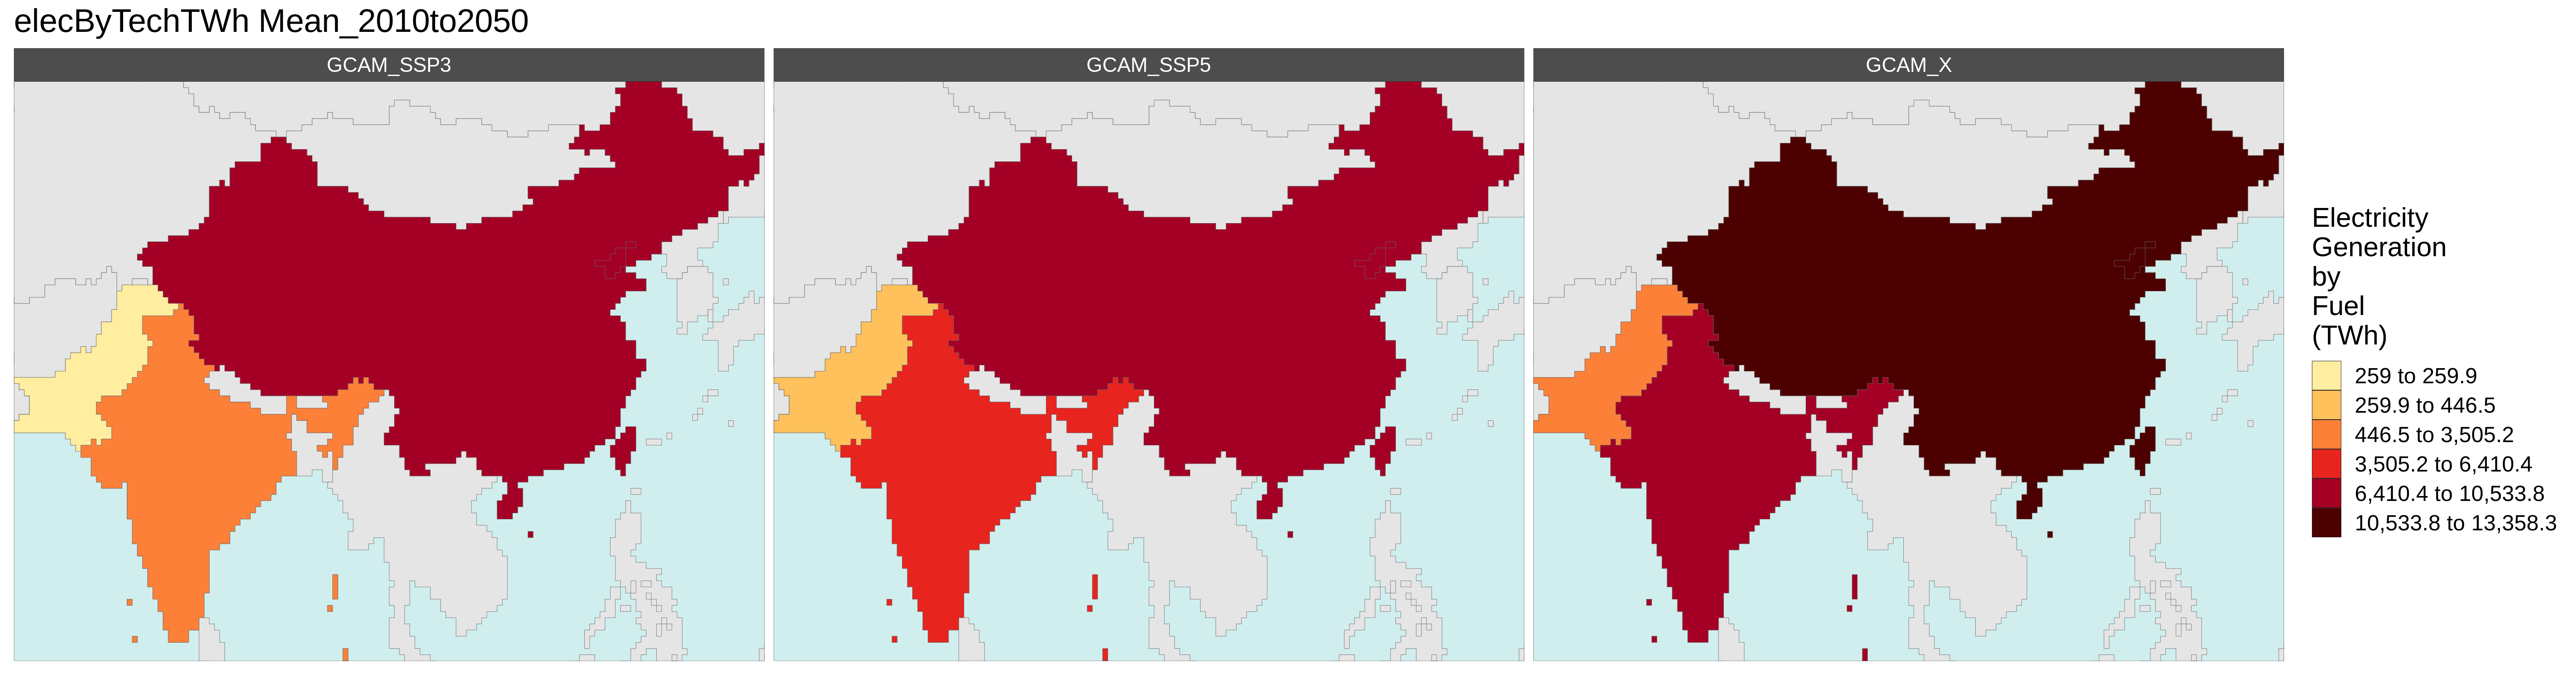 elecByTechTWh Mean_2010to2050
GCAM_SSP3
GCAM_SSP5
GCAM_X
Electricity
Generation
by
Fuel
(TWh)
259 to 259.9
259.9 to 446.5
446.5 to 3,505.2
3,505.2 to 6,410.4
6,410.4 to 10,533.8
10,533.8 to 13,358.3